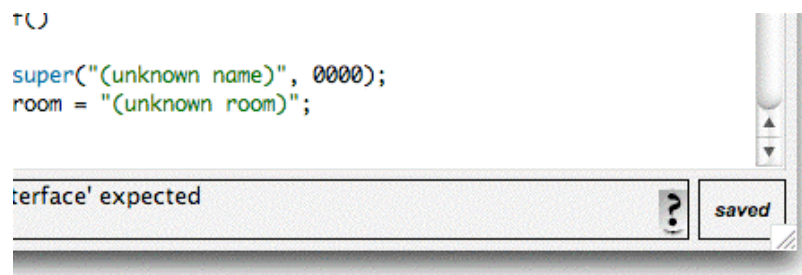 f()
super("(unknown name)", 0000);
room = "(unknown room)";
terface' expected
?
saved